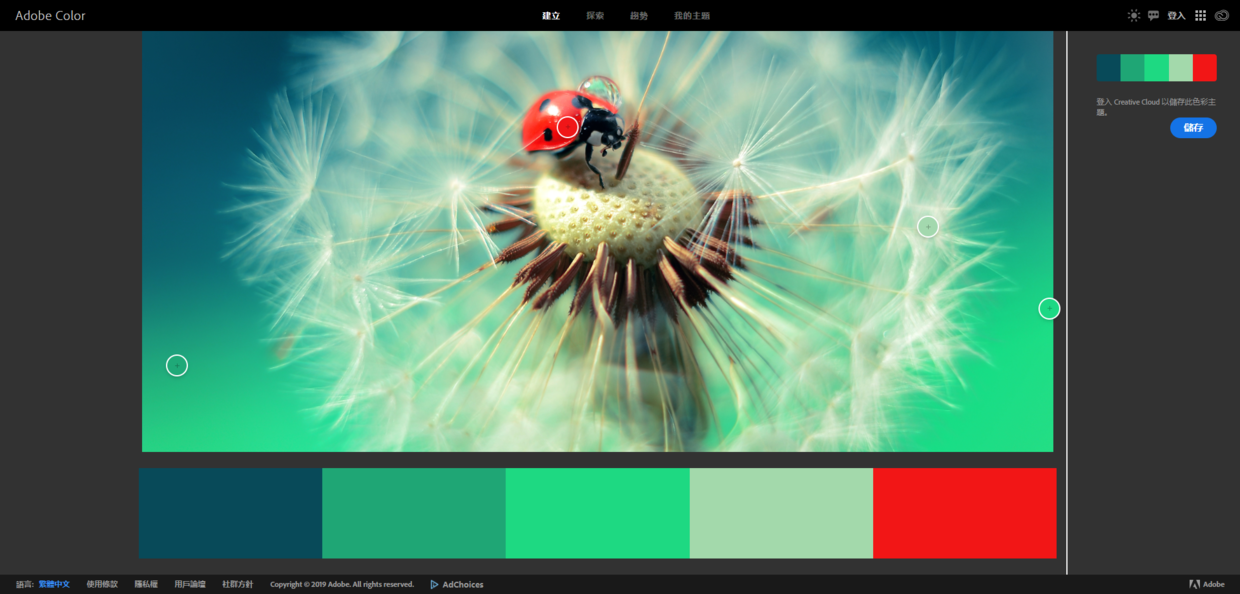 Adobe Color
建立 探索 趨勢 我的主題
登入
登入 Creative Cloud 以儲存此色彩主
題。
儲存
語言: 繁體中文 使用條款 隱私權 用戶論壇 社群方針 Copyright © 2019 Adobe. All rights reserved. AdChoices Adobe